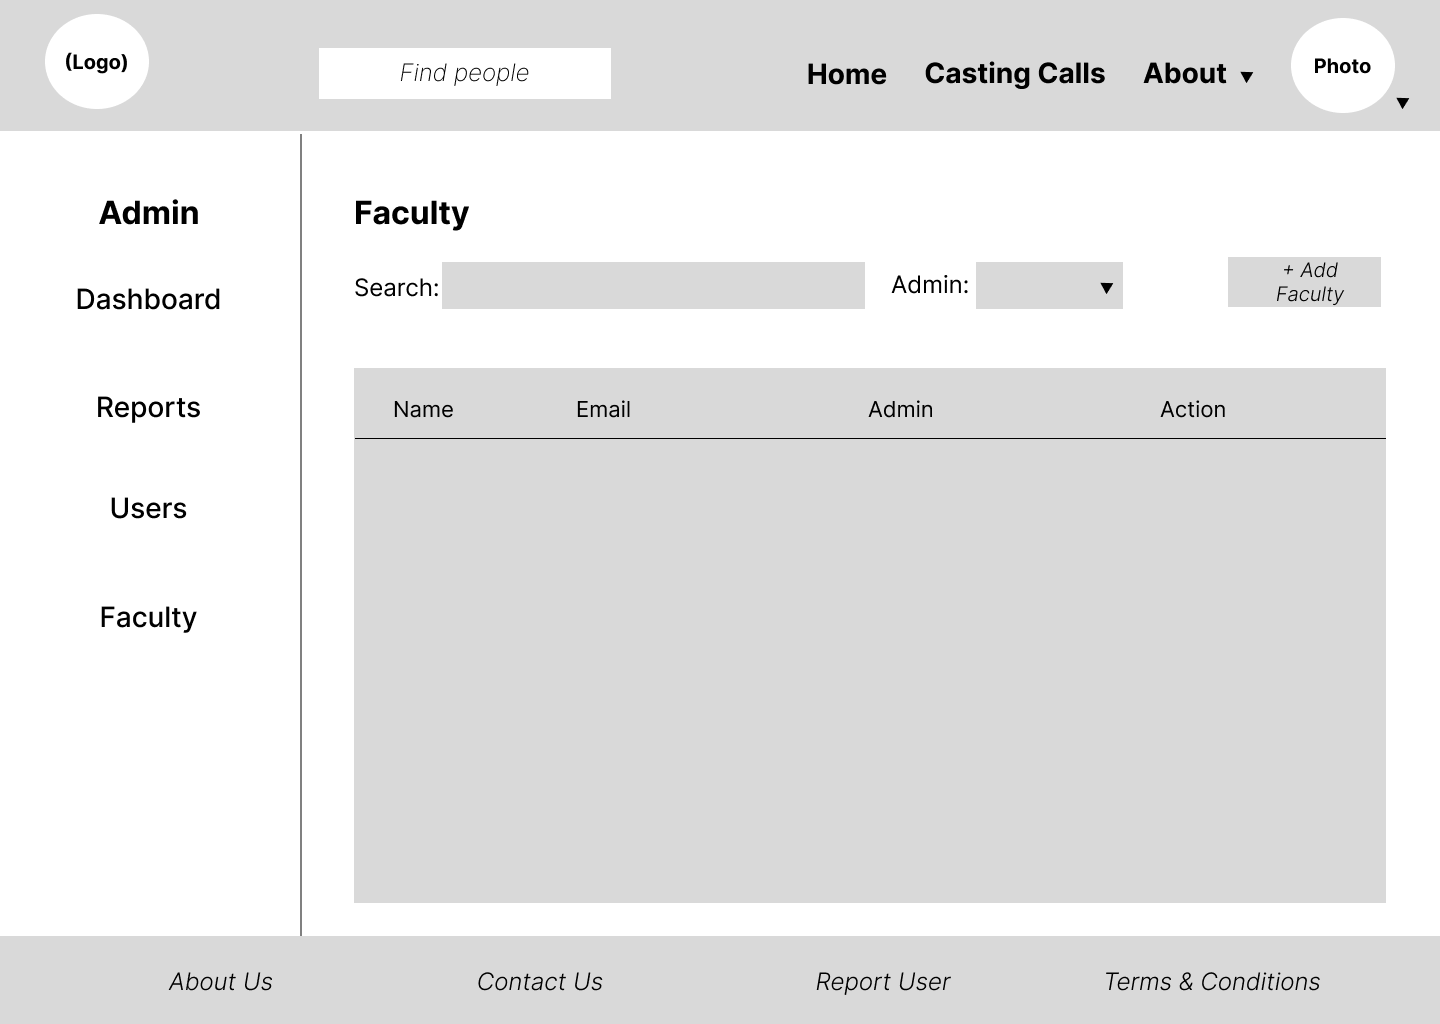 (Logo)
Find people
Home
Casting Calls
About
Photo
Admin
Dashboard
Reports
Users
Faculty
Faculty
Search:
Admin:
+ Add
Faculty
Name
Email
Admin
Action
About Us
Contact Us
Report User
Terms & Conditions